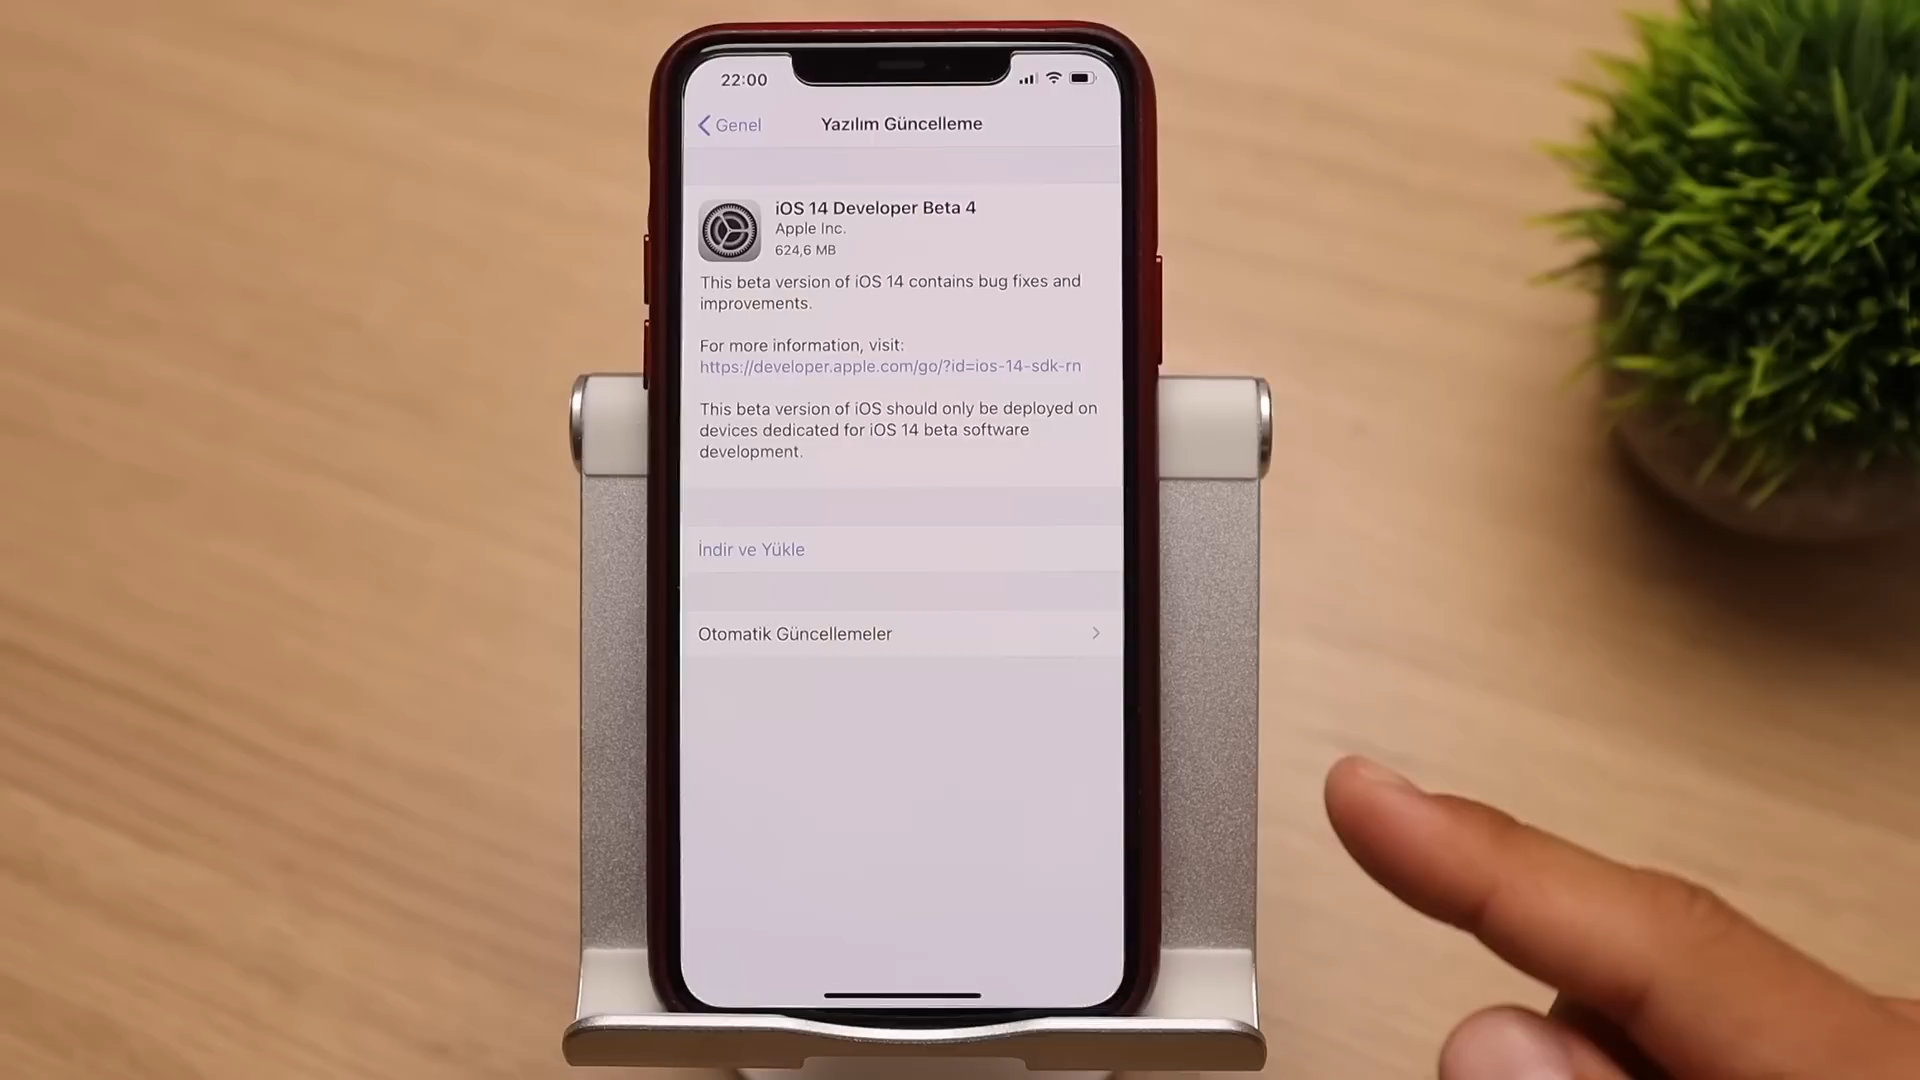 22:00
Genel
Yazılım Güncelleme
iOS 14 Developer Beta 4
Apple Inc.
624,6 MB
This beta version of iOS 14 contains bug fixes and
improvements.
For more information, visit:
https://developer.apple.com/go/?id=ios-14-sdk-rn
This beta version of iOS should only be deployed on
devices dedicated for iOS 14 beta software
development.
İndir ve Yükle
Otomatik Güncellemeler